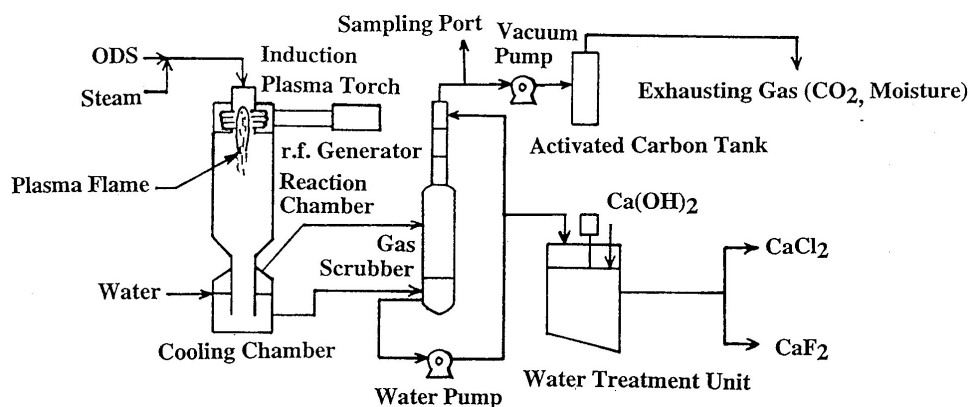 ODS
Steam
Induction
Plasma Torch
r.f. Generator
Plasma Flame
Reaction
Chamber
Water
Cooling Chamber
Sampling Port
Vacuum
Pump
Gas
Scrubber
Water Pump
Activated Carbon Tank
Exhausting Gas (CO2, Moisture)
Ca(OH)2
Water Treatment Unit
CaCl2
CaF2